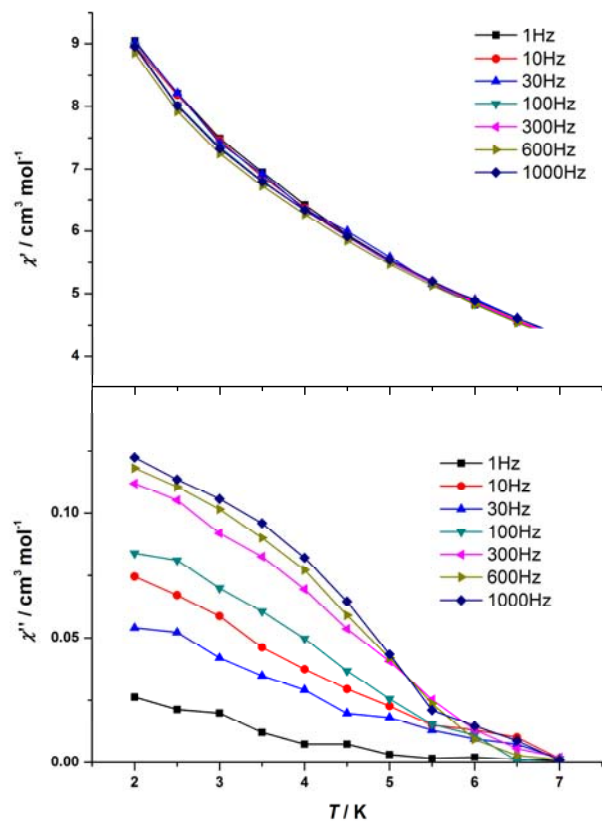 9
8
7
6
5
4
χ' / cm³ mol⁻¹
1Hz
10Hz
30Hz
100Hz
300Hz
600Hz
1000Hz
0.10
0.05
0.00
χ'' / cm³ mol⁻¹
1Hz
10Hz
30Hz
100Hz
300Hz
600Hz
1000Hz
2 3 4 5 6 7
T / K